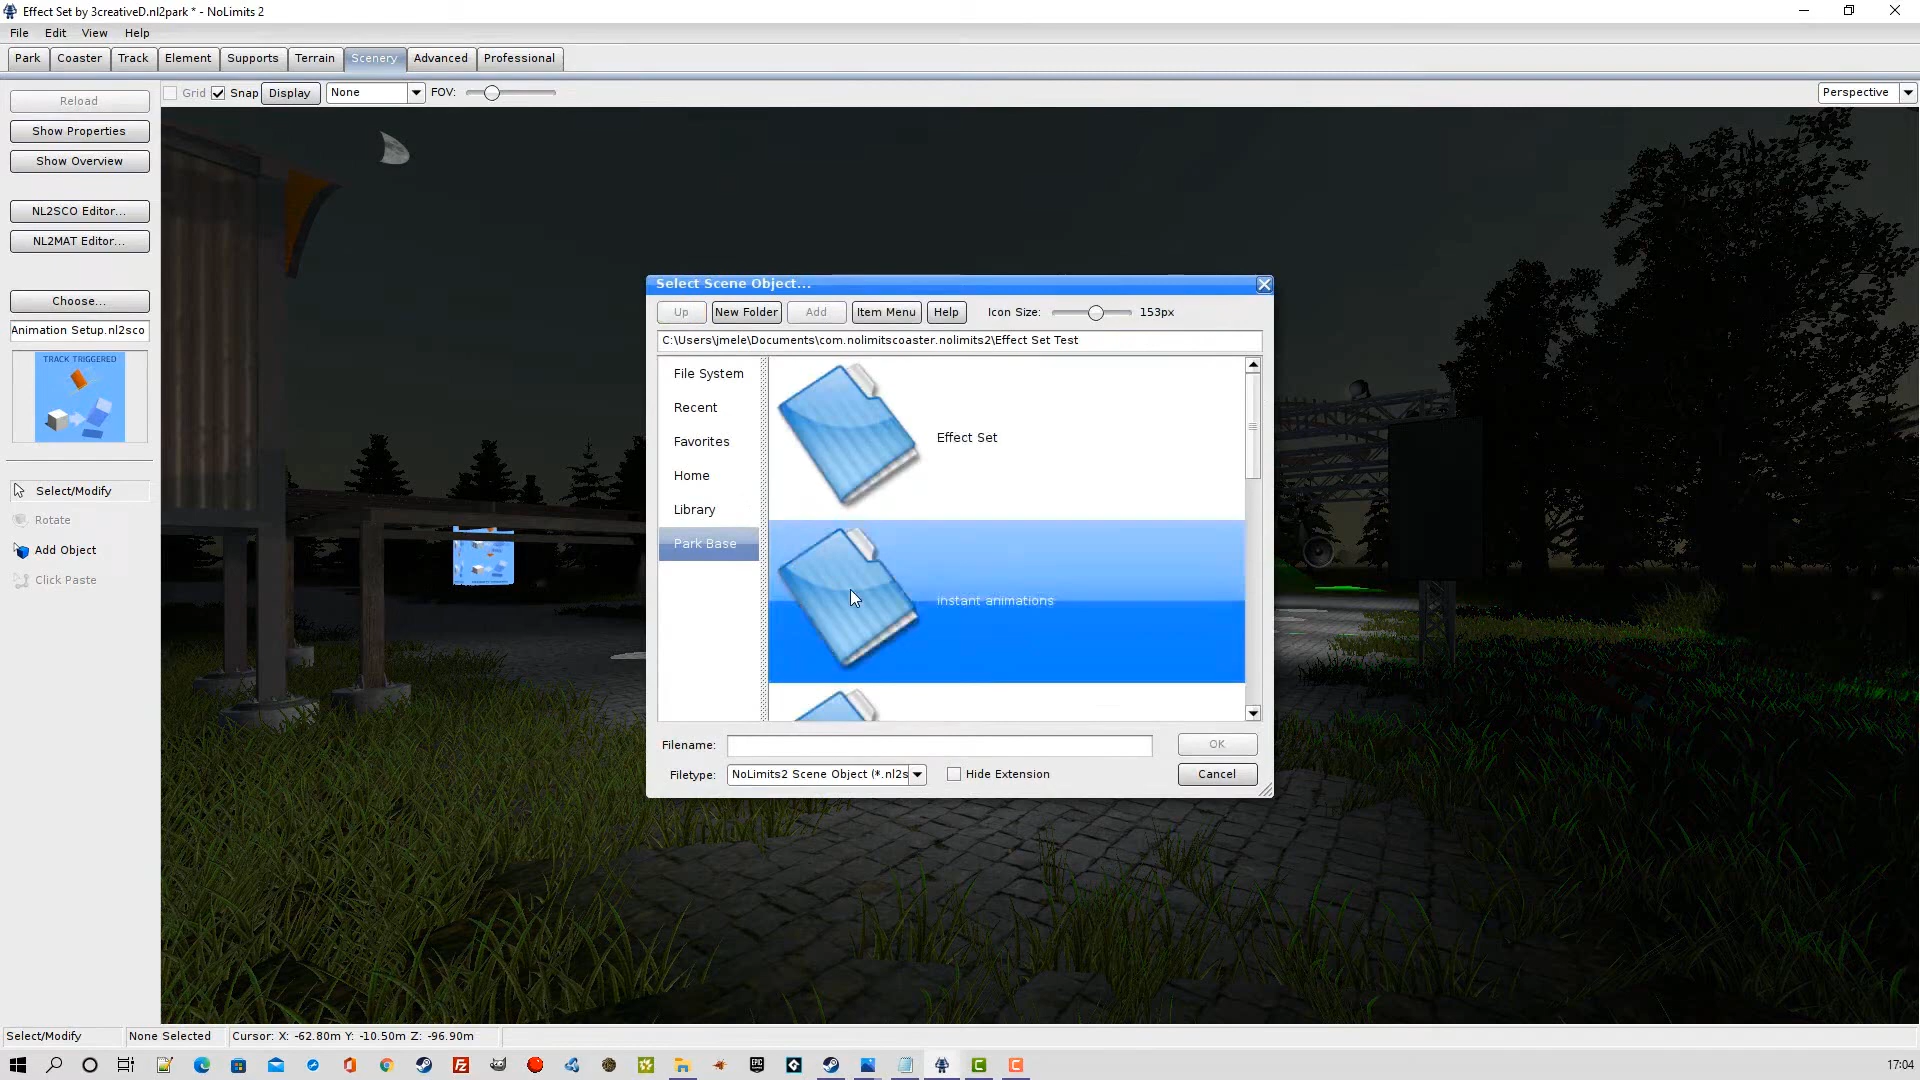 Effect Set by 3creativeD.nl2park * - NoLimits 2
File Edit View Help
Park Coaster Track Element Supports Terrain Scenery Advanced Professional
Reload
Grid Snap Display None FOV: Perspective
Show Properties
Show Overview
NL2SCO Editor...
NL2MAT Editor...
Choose...
Animation Setup.nl2sco
TRACK TRIGGERED
Select/Modify
Rotate
Add Object
Click Paste
Select Scene Object...
Up New Folder Add Item Menu Help Icon Size: 153px
C:\Users\jmele\Documents\com.nolimitscoaster.nolimits2\Effect Set Test
File System
Recent
Favorites
Home
Library
Park Base
Effect Set
instant animations
Filename: OK
Filetype: NoLimits2 Scene Object (*.nl2s Hide Extension Cancel
Select/Modify None Selected Cursor: X: -62.80m Y: -10.50m Z: -96.90m
17:04